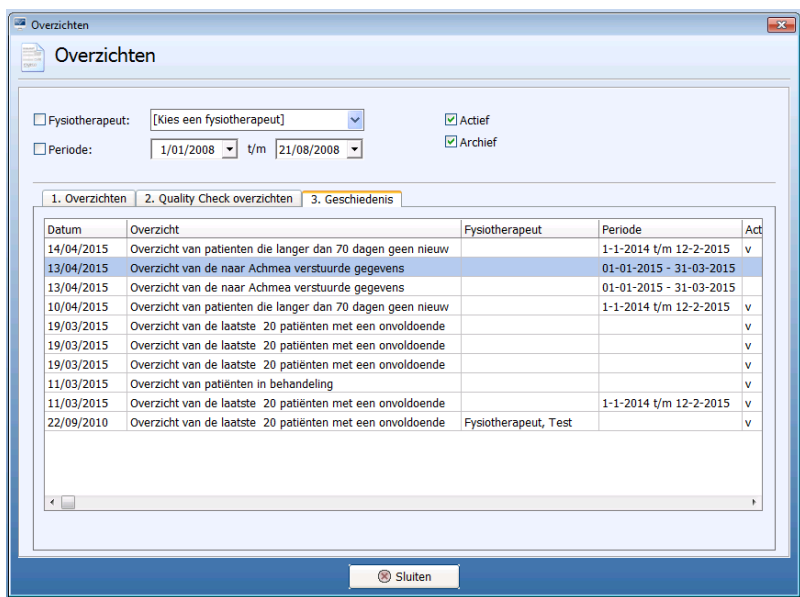 Overzichten
Overzichten
Fysiotherapeut: [Kies een fysiotherapeut] Actief
Periode: 1/01/2008 t/m 21/08/2008 Archief
1. Overzichten 2. Quality Check overzichten 3. Geschiedenis
Datum Overzicht Fysiotherapeut Periode Act
14/04/2015 Overzicht van patienten die langer dan 70 dagen geen nieuw 1-1-2014 t/m 12-2-2015 v
13/04/2015 Overzicht van de naar Achmea verstuurde gegevens 01-01-2015 - 31-03-2015
13/04/2015 Overzicht van de naar Achmea verstuurde gegevens 01-01-2015 - 31-03-2015
10/04/2015 Overzicht van patienten die langer dan 70 dagen geen nieuw 1-1-2014 t/m 12-2-2015 v
19/03/2015 Overzicht van de laatste 20 patiënten met een onvoldoende v
19/03/2015 Overzicht van de laatste 20 patiënten met een onvoldoende v
19/03/2015 Overzicht van de laatste 20 patiënten met een onvoldoende v
11/03/2015 Overzicht van patiënten in behandeling v
11/03/2015 Overzicht van de laatste 20 patiënten met een onvoldoende 1-1-2014 t/m 12-2-2015 v
22/09/2010 Overzicht van de laatste 20 patiënten met een onvoldoende Fysiotherapeut, Test v
Sluiten